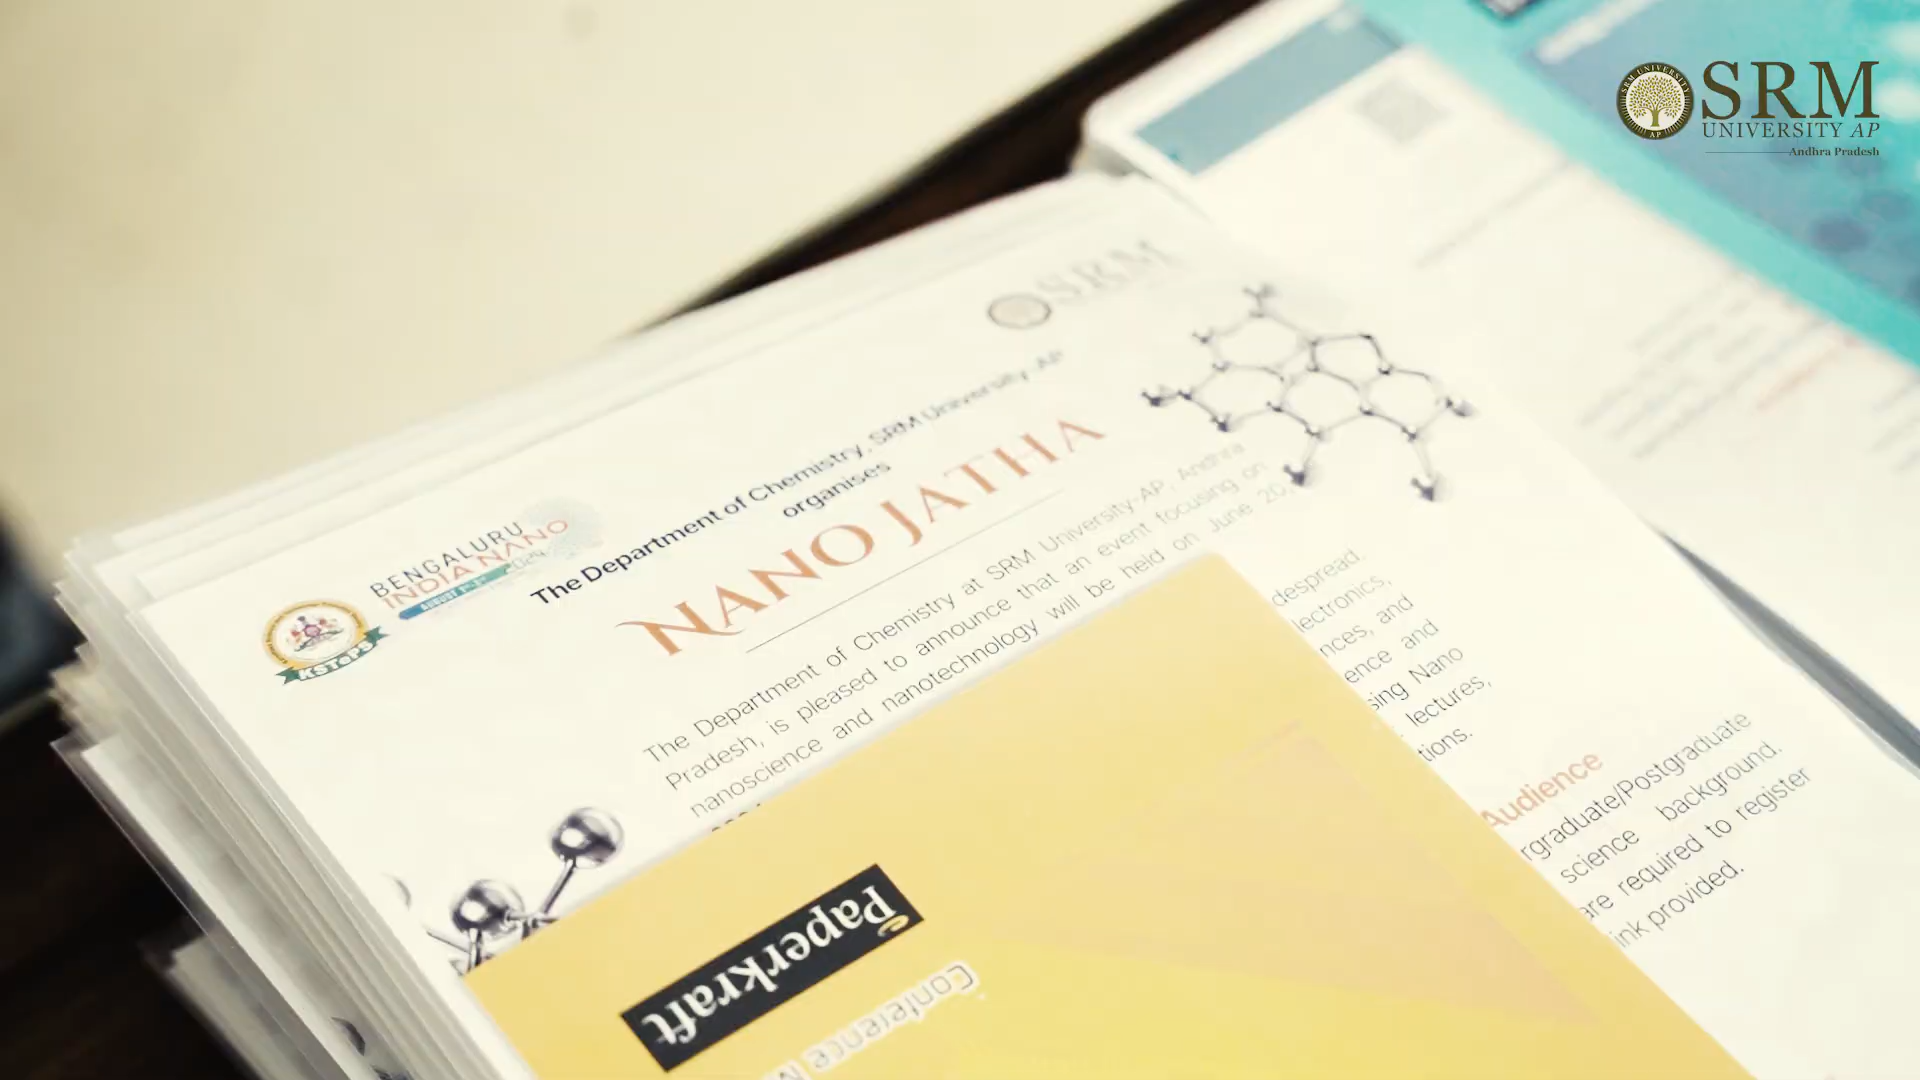 SRM
UNIVERSITY AP
Andhra Pradesh
SRM
BENGALURU
INDIA NANO
KSTePS
The Department of Chemistry, SRM University-AP
organises
NANO JATHA
The Department of Chemistry at SRM University-AP, Andhra
Pradesh, is pleased to announce that an event focusing on
nanoscience and nanotechnology will be held on June 20,
despread.
lectronics,
nces, and
ence and
sing Nano
lectures,
tions.
Audience
rgraduate/Postgraduate
science background.
are required to register
ink provided.
Paperkraft
Conference